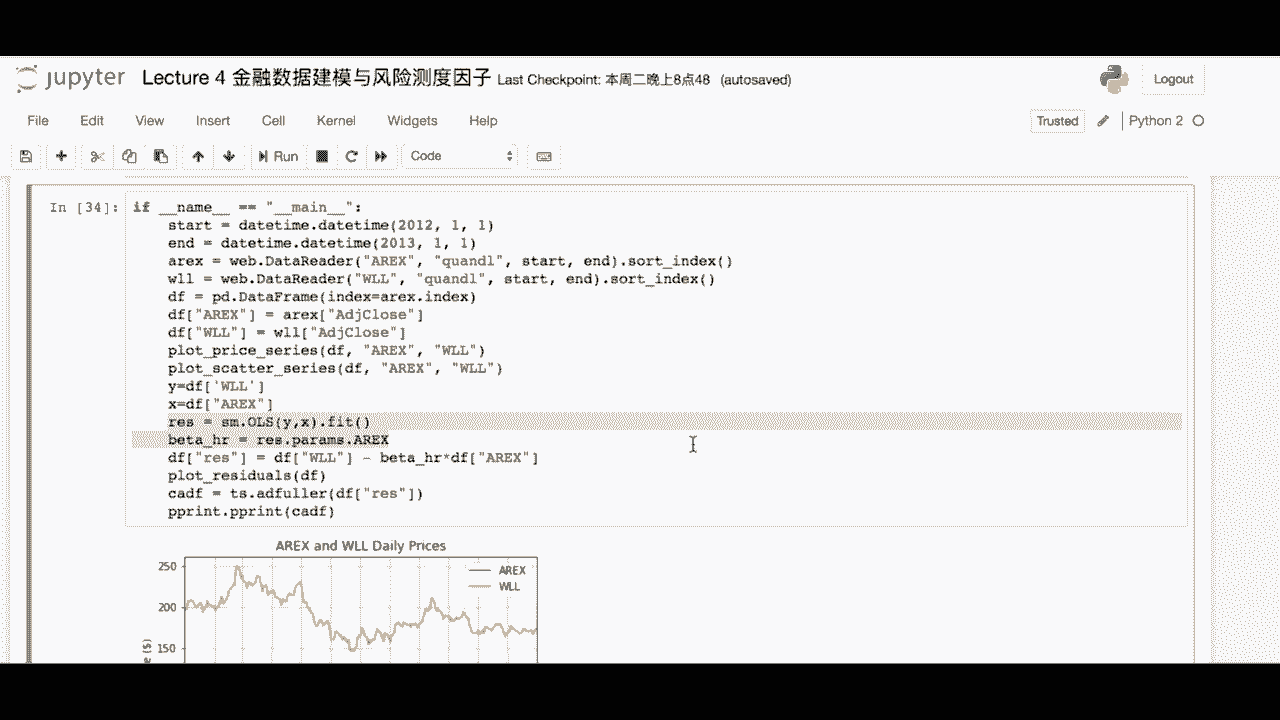 jupyter Lecture 4 金融数据建模与风险测度因子 Last Checkpoint: 本周二晚上8点48 (autosaved) Logout
File Edit View Insert Cell Kernel Widgets Help Trusted Python 2
Run Code
In [34]: if __name__ == "__main__":
start = datetime.datetime(2012, 1, 1)
end = datetime.datetime(2013, 1, 1)
arex = web.DataReader("AREX", "quandl", start, end).sort_index()
wll = web.DataReader("WLL", "quandl", start, end).sort_index()
df = pd.DataFrame(index=arex.index)
df["AREX"] = arex["AdjClose"]
df["WLL"] = wll["AdjClose"]
plot_price_series(df, "AREX", "WLL")
plot_scatter_series(df, "AREX", "WLL")
y=df['WLL']
x=df["AREX"]
res = sm.OLS(y,x).fit()
beta_hr = res.params.AREX
df["res"] = df["WLL"] - beta_hr*df["AREX"]
plot_residuals(df)
cadf = ts.adfuller(df["res"])
pprint.pprint(cadf)
AREX and WLL Daily Prices
250
AREX
WLL
200
150